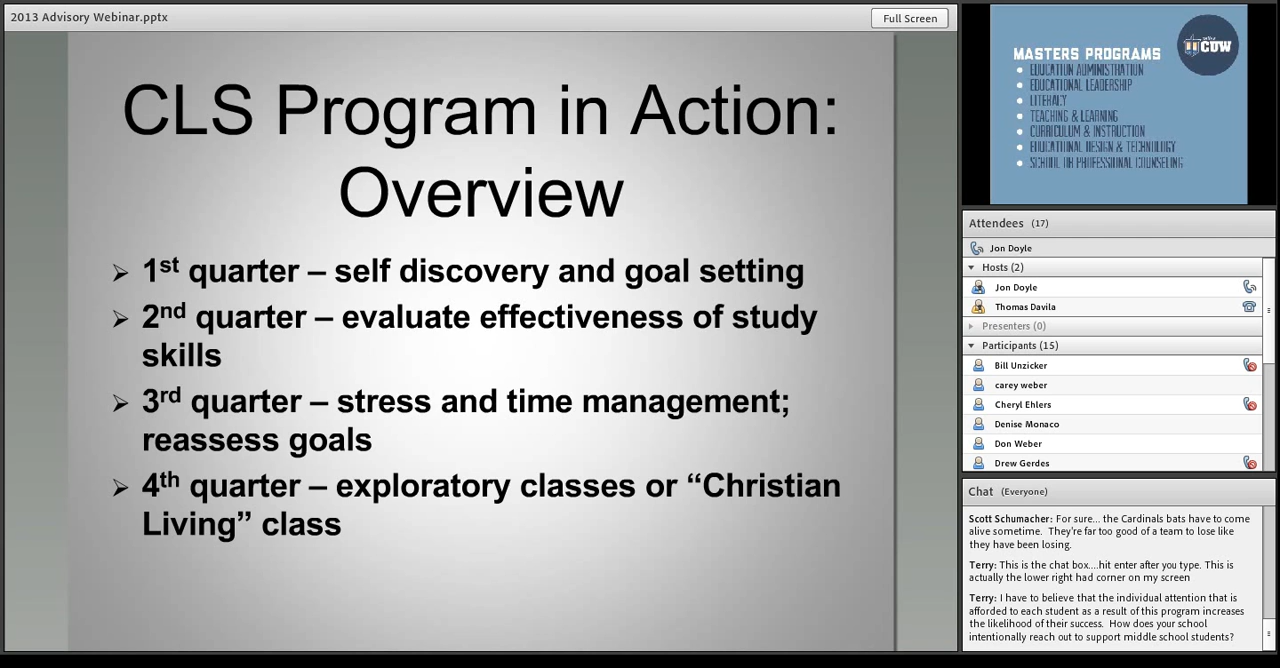 2013 Advisory Webinar.pptx
Full Screen
CLS Program in Action:
Overview
➢ 1st quarter – self discovery and goal setting
➢ 2nd quarter – evaluate effectiveness of study
skills
➢ 3rd quarter – stress and time management;
reassess goals
➢ 4th quarter – exploratory classes or “Christian
Living” class
CUW
MASTERS PROGRAMS
• EDUCATION ADMINISTRATION
• EDUCATIONAL LEADERSHIP
• LITERACY
• TEACHING & LEARNING
• CURRICULUM & INSTRUCTION
• EDUCATIONAL DESIGN & TECHNOLOGY
• SCHOOL OR PROFESSIONAL COUNSELING
Attendees (17)
Jon Doyle
Hosts (2)
Jon Doyle
Thomas Davila
Presenters (0)
Participants (15)
Bill Unzicker
carey weber
Cheryl Ehlers
Denise Monaco
Don Weber
Drew Gerdes
Chat (Everyone)
Scott Schumacher: For sure... the Cardinals bats have to come
alive sometime. They're far too good of a team to lose like
they have been losing.
Terry: This is the chat box....hit enter after you type. This is
actually the lower right had corner on my screen
Terry: I have to believe that the individual attention that is
afforded to each student as a result of this program increases
the likelihood of their success. How does your school
intentionally reach out to support middle school students?